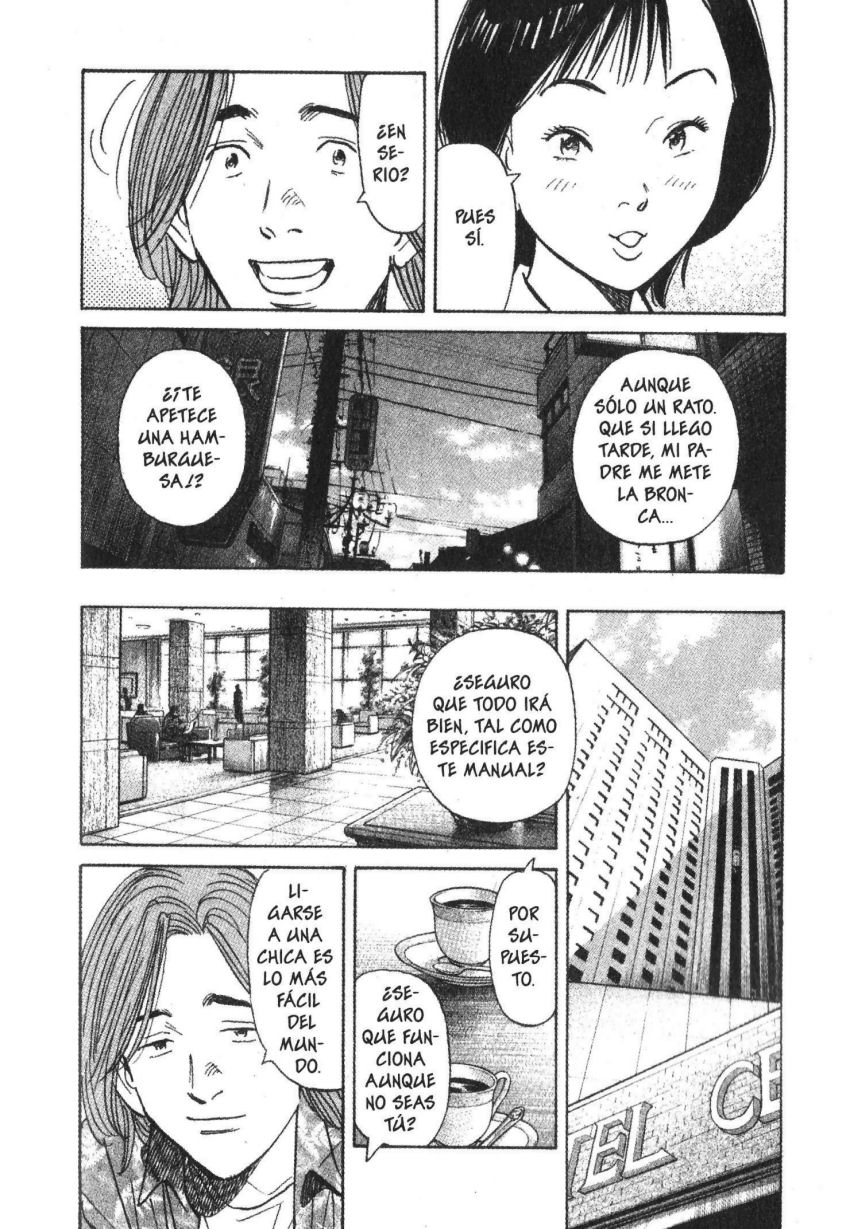 PUES
SÍ.
¿EN
SE-
RIO?
AUNQUE
SÓLO UN RATO.
QUE SI LLEGO
TARDE, MI PA-
DRE ME METE
LA BRON-
CA...
¿¡TE
APETECE
UNA HAM-
BURGUE-
SA!?
TEL CE
¿SEGURO
QUE TODO IRÁ
BIEN, TAL COMO
ESPECIFICA ES-
TE MANUAL?
POR
SU-
PUES-
TO.
¿SE-
GURO
QUE FUN-
CIONA
AUNQUE
NO SEAS
TÚ?
LI-
GARSE
A UNA
CHICA ES
LO MÁS
FÁCIL
DEL
MUN-
DO.